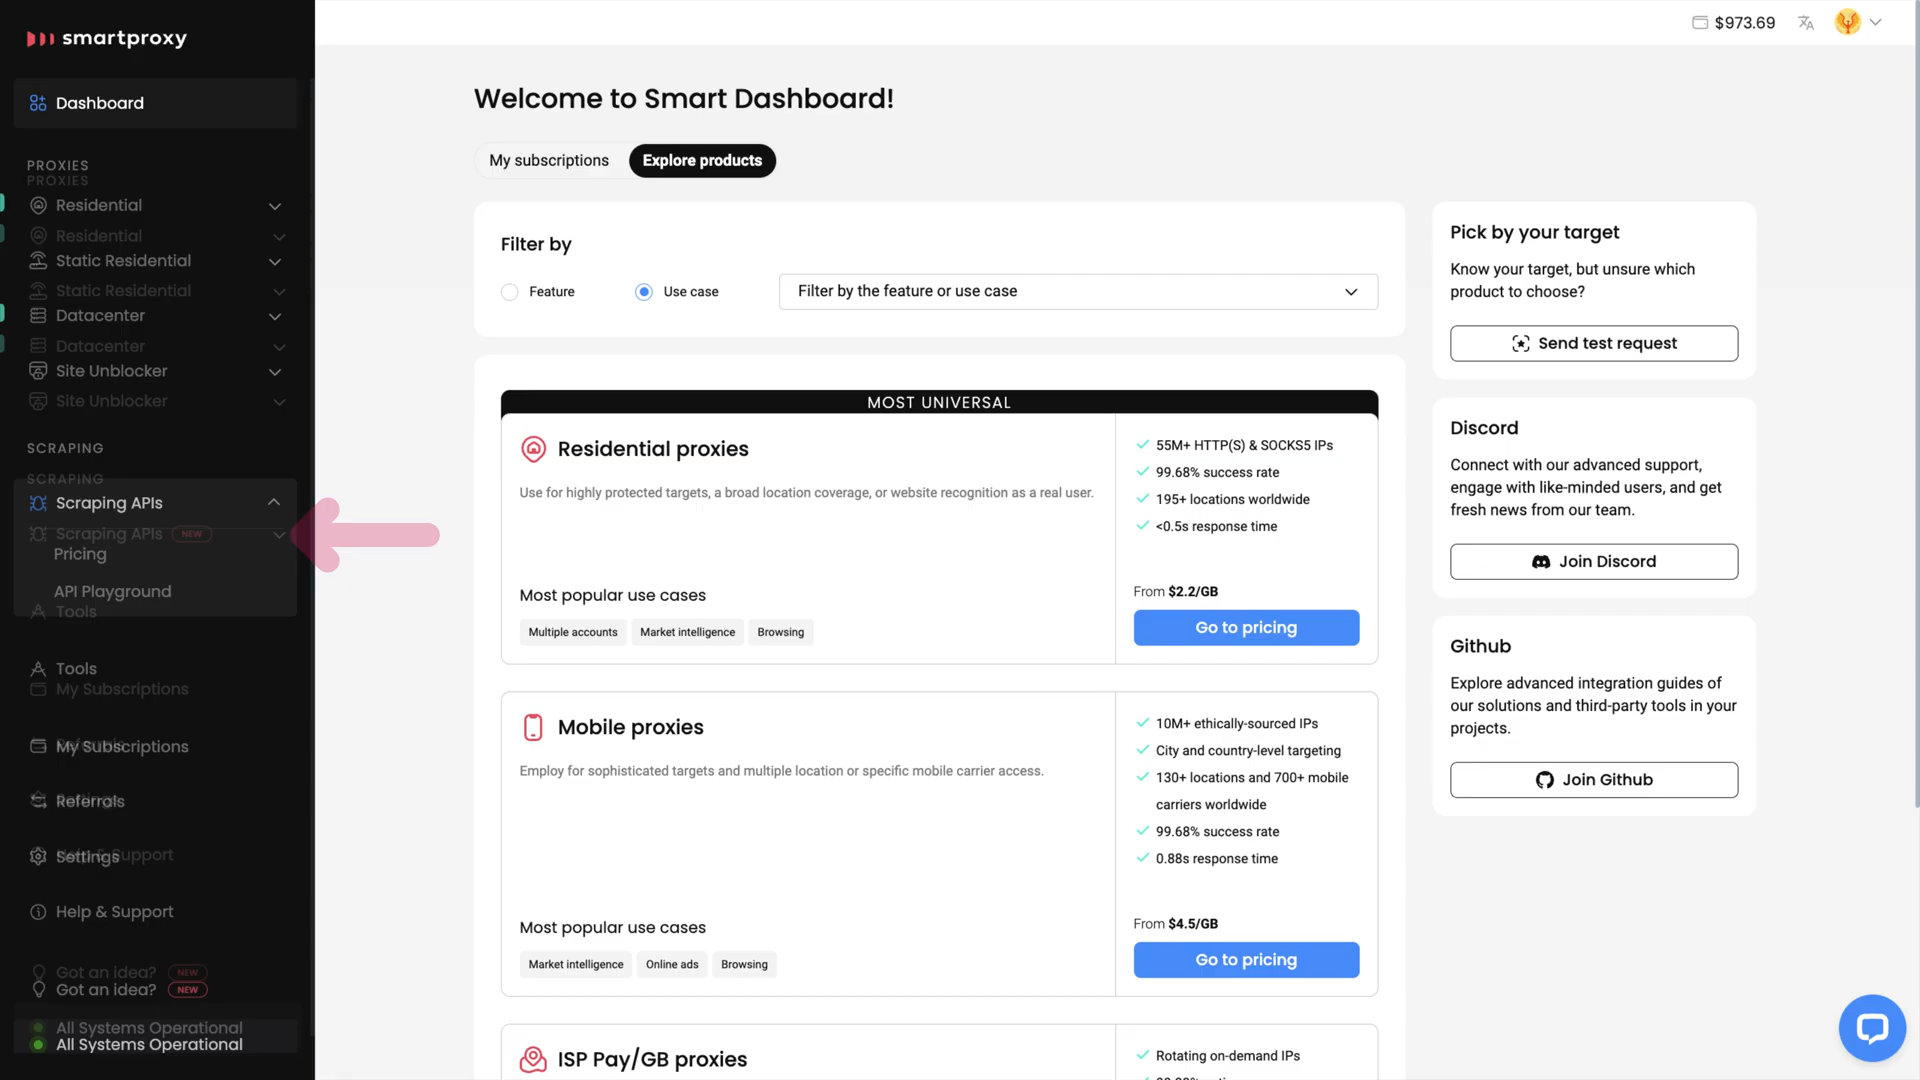 smartproxy
$973.69
Dashboard
PROXIES
PROXIES
Residential
Residential
Static Residential
Static Residential
Datacenter
Datacenter
Site Unblocker
Site Unblocker
SCRAPING
SCRAPING
Scraping APIs
Scraping APIs NEW
Pricing
API Playground
Tools
Tools
My Subscriptions
My Subscriptions
Referrals
Referrals
Settings
Settings
Help & Support
Help & Support
Got an idea? NEW
Got an idea? NEW
All Systems Operational
All Systems Operational
Welcome to Smart Dashboard!
My subscriptions Explore products
Filter by
Feature Use case Filter by the feature or use case
MOST UNIVERSAL
Residential proxies
Use for highly protected targets, a broad location coverage, or website recognition as a real user.
Most popular use cases
Multiple accounts Market intelligence Browsing
55M+ HTTP(S) & SOCKS5 IPs
99.68% success rate
195+ locations worldwide
<0.5s response time
From $2.2/GB
Go to pricing
Mobile proxies
Employ for sophisticated targets and multiple location or specific mobile carrier access.
Most popular use cases
Market intelligence Online ads Browsing
10M+ ethically-sourced IPs
City and country-level targeting
130+ locations and 700+ mobile
carriers worldwide
99.68% success rate
0.88s response time
From $4.5/GB
Go to pricing
ISP Pay/GB proxies
Rotating on-demand IPs
Pick by your target
Know your target, but unsure which
product to choose?
Send test request
Discord
Connect with our advanced support,
engage with like-minded users, and get
fresh news from our team.
Join Discord
Github
Explore advanced integration guides of
our solutions and third-party tools in your
projects.
Join Github